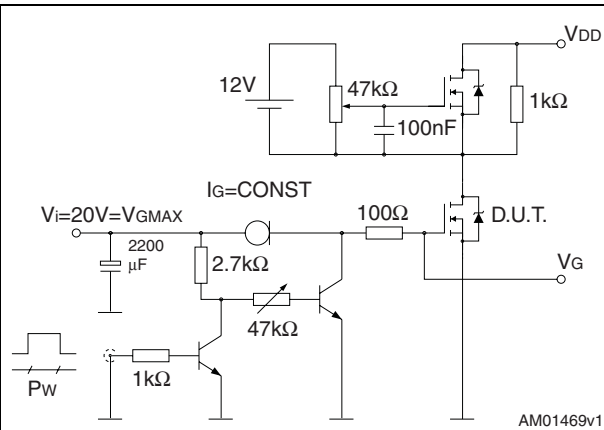 VDD
12V
47kΩ
1kΩ
100nF
IG=CONST
Vi=20V=VGMAX
100Ω
D.U.T.
2200
μF
2.7kΩ
VG
47kΩ
1kΩ
PW
AM01469v1